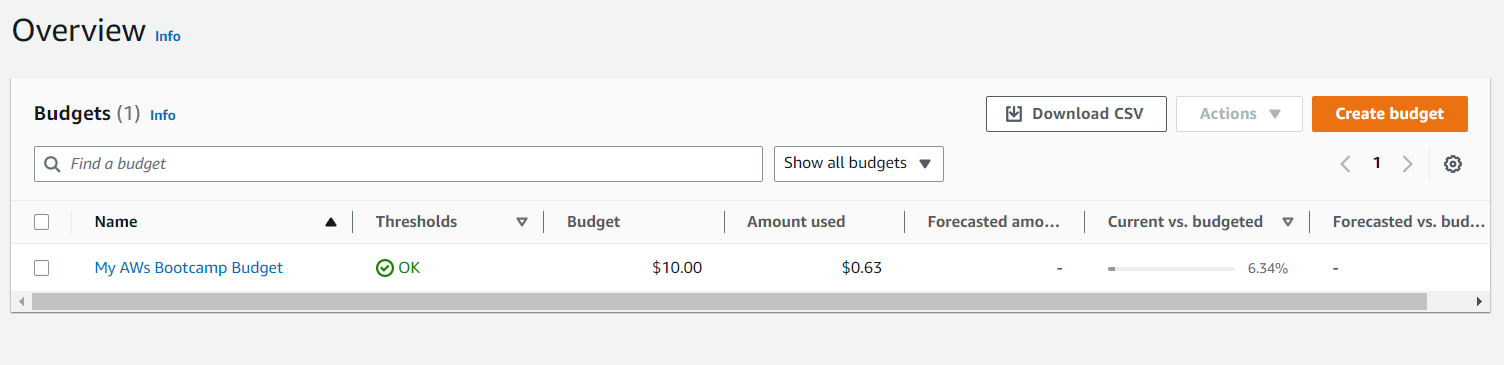 Overview Info
Budgets (1) Info
Download CSV
Actions
Create budget
Find a budget
Show all budgets
1
Name Thresholds Budget Amount used Forecasted amo... Current vs. budgeted Forecasted vs. bud...
My AWs Bootcamp Budget OK $10.00 $0.63 - 6.34% -